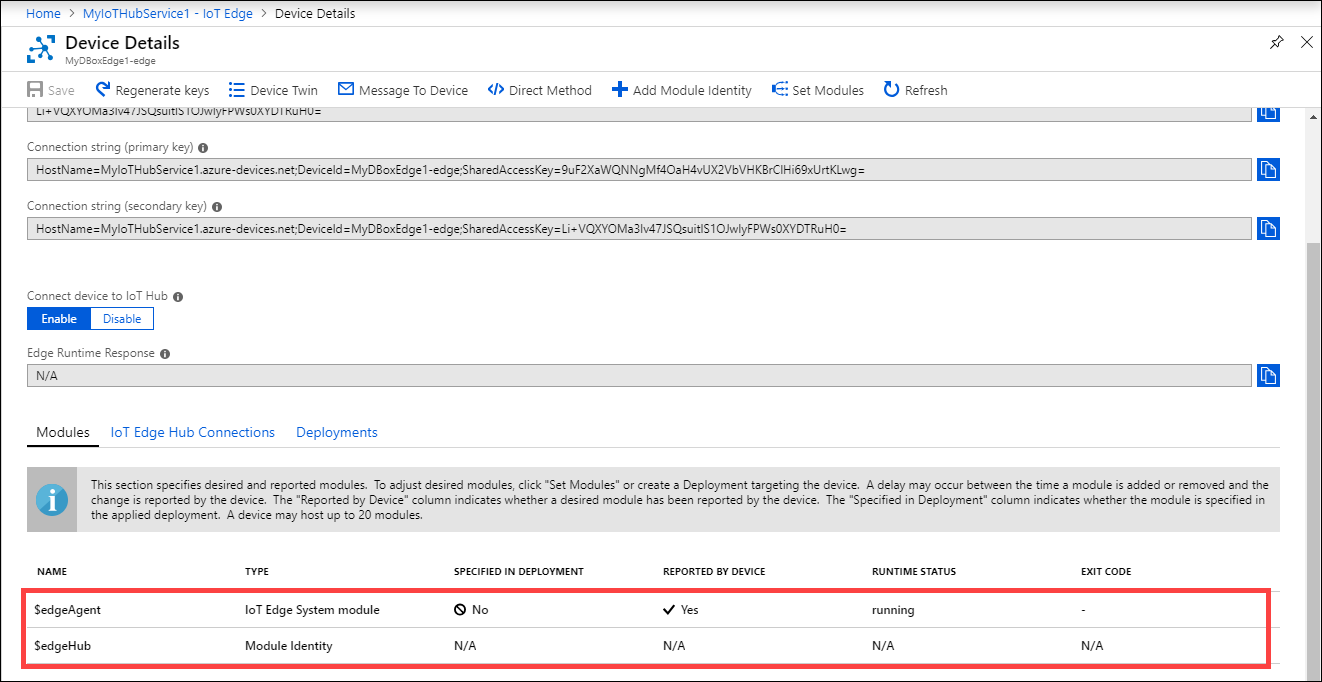 Home > MyIoTHubService1 - IoT Edge > Device Details
Device Details
MyDBoxEdge1-edge
Save Regenerate keys Device Twin Message To Device Direct Method Add Module Identity Set Modules Refresh
Li+VQXYOMa3Iv47JSQsuitIS1OJwIyFPWs0XYDTRuH0=
Connection string (primary key)
HostName=MyIoTHubService1.azure-devices.net;DeviceId=MyDBoxEdge1-edge;SharedAccessKey=9uF2XaWQNNgMf4OaH4vUX2VbVHKBrCIHi69xUrtKLwg=
Connection string (secondary key)
HostName=MyIoTHubService1.azure-devices.net;DeviceId=MyDBoxEdge1-edge;SharedAccessKey=Li+VQXYOMa3Iv47JSQsuitIS1OJwIyFPWs0XYDTRuH0=
Connect device to IoT Hub
Enable Disable
Edge Runtime Response
N/A
Modules IoT Edge Hub Connections Deployments
This section specifies desired and reported modules. To adjust desired modules, click "Set Modules" or create a Deployment targeting the device. A delay may occur between the time a module is added or removed and the
change is reported by the device. The "Reported by Device" column indicates whether a desired module has been reported by the device. The "Specified in Deployment" column indicates whether the module is specified in
the applied deployment. A device may host up to 20 modules.
NAME TYPE SPECIFIED IN DEPLOYMENT REPORTED BY DEVICE RUNTIME STATUS EXIT CODE
$edgeAgent IoT Edge System module No Yes running -
$edgeHub Module Identity N/A N/A N/A N/A